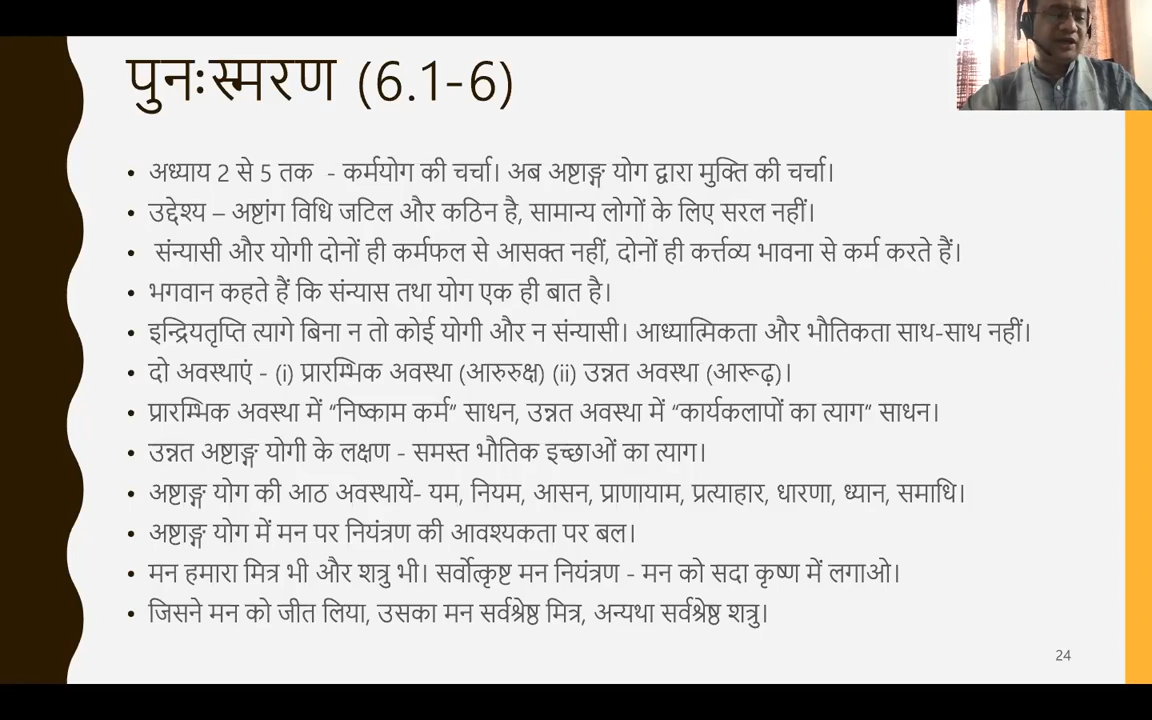 पुनःस्मरण (6.1-6)
• अध्याय 2 से 5 तक - कर्मयोग की चर्चा। अब अष्टाङ्ग योग द्वारा मुक्ति की चर्चा।
• उद्देश्य – अष्टांग विधि जटिल और कठिन है, सामान्य लोगों के लिए सरल नहीं।
• संन्यासी और योगी दोनों ही कर्मफल से आसक्त नहीं, दोनों ही कर्त्तव्य भावना से कर्म करते हैं।
• भगवान कहते हैं कि संन्यास तथा योग एक ही बात है।
• इन्द्रियतृप्ति त्यागे बिना न तो कोई योगी और न संन्यासी। आध्यात्मिकता और भौतिकता साथ-साथ नहीं।
• दो अवस्थाएं - (i) प्रारम्भिक अवस्था (आरुरुक्ष) (ii) उन्नत अवस्था (आरूढ़)।
• प्रारम्भिक अवस्था में “निष्काम कर्म” साधन, उन्नत अवस्था में “कार्यकलापों का त्याग” साधन।
• उन्नत अष्टाङ्ग योगी के लक्षण - समस्त भौतिक इच्छाओं का त्याग।
• अष्टाङ्ग योग की आठ अवस्थायें- यम, नियम, आसन, प्राणायाम, प्रत्याहार, धारणा, ध्यान, समाधि।
• अष्टाङ्ग योग में मन पर नियंत्रण की आवश्यकता पर बल।
• मन हमारा मित्र भी और शत्रु भी। सर्वोत्कृष्ट मन नियंत्रण - मन को सदा कृष्ण में लगाओ।
• जिसने मन को जीत लिया, उसका मन सर्वश्रेष्ठ मित्र, अन्यथा सर्वश्रेष्ठ शत्रु।
24